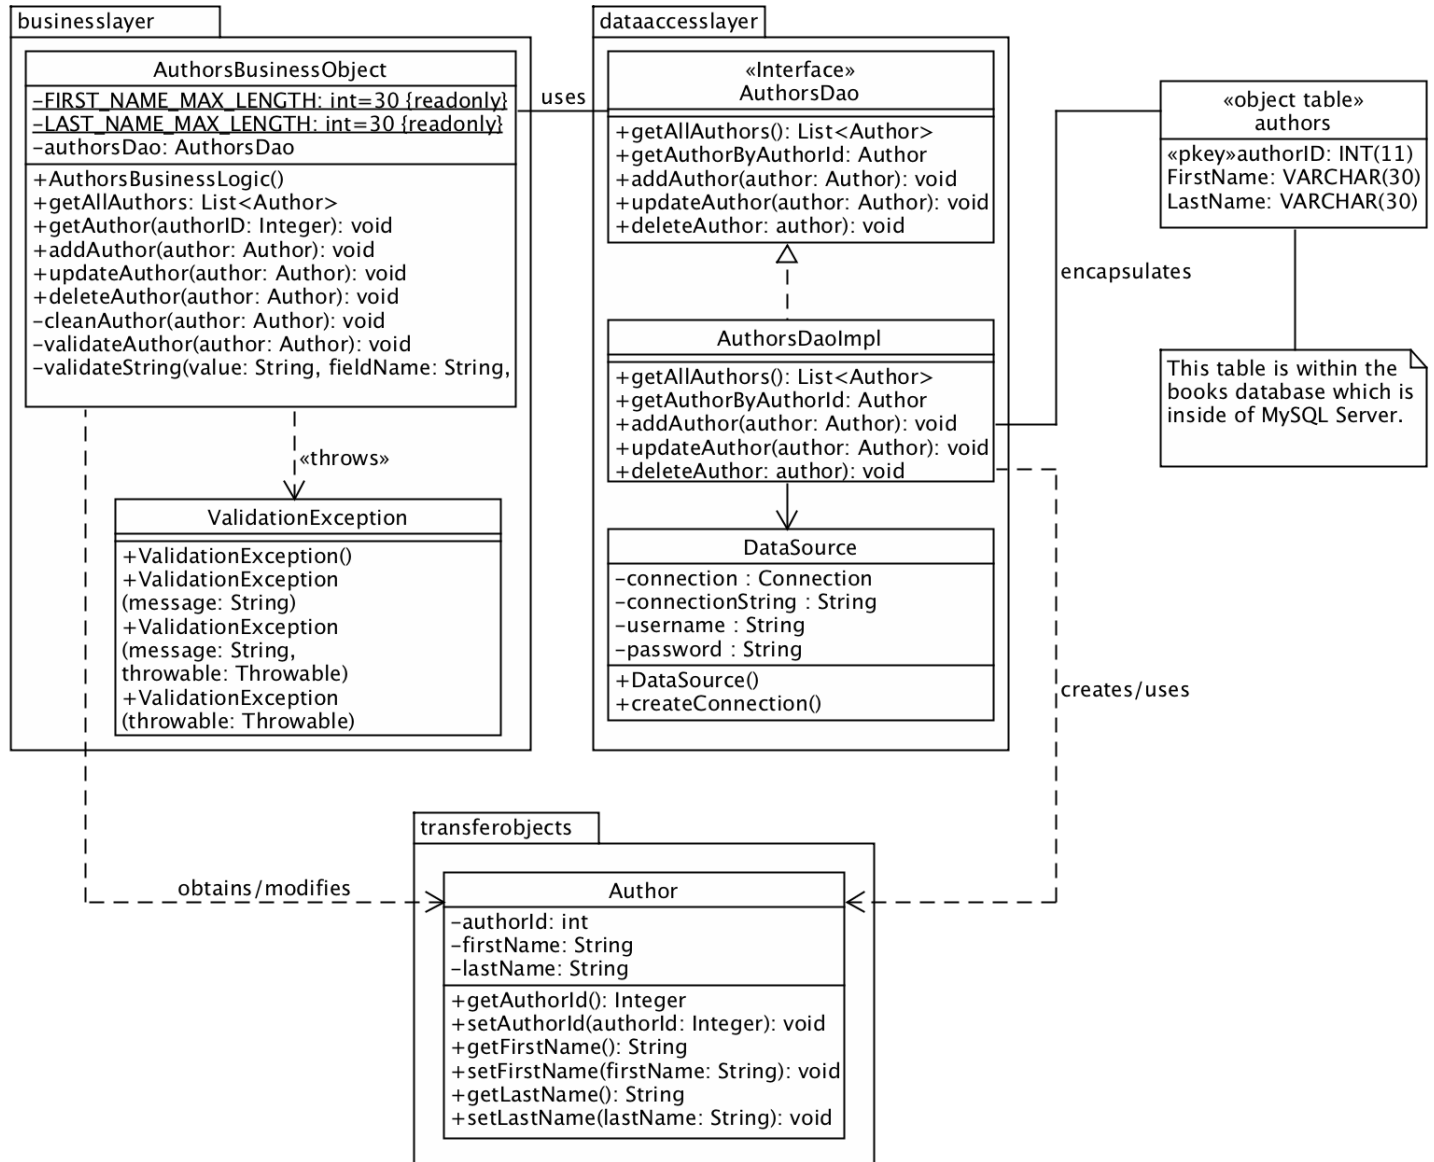 businesslayer
AuthorsBusinessObject
-FIRST_NAME_MAX_LENGTH: int=30 {readonly}
-LAST_NAME_MAX_LENGTH: int=30 {readonly}
-authorsDao: AuthorsDao
+AuthorsBusinessLogic()
+getAllAuthors: List<Author>
+getAuthor(authorID: Integer): void
+addAuthor(author: Author): void
+updateAuthor(author: Author): void
+deleteAuthor(author: Author): void
-cleanAuthor(author: Author): void
-validateAuthor(author: Author): void
-validateString(value: String, fieldName: String,
«throws»
ValidationException
+ValidationException()
+ValidationException
(message: String)
+ValidationException
(message: String,
throwable: Throwable)
+ValidationException
(throwable: Throwable)
uses
dataaccesslayer
«Interface»
AuthorsDao
+getAllAuthors(): List<Author>
+getAuthorByAuthorId: Author
+addAuthor(author: Author): void
+updateAuthor(author: Author): void
+deleteAuthor: author): void
AuthorsDaoImpl
+getAllAuthors(): List<Author>
+getAuthorByAuthorId: Author
+addAuthor(author: Author): void
+updateAuthor(author: Author): void
+deleteAuthor: author): void
DataSource
-connection : Connection
-connectionString : String
-username : String
-password : String
+DataSource()
+createConnection()
encapsulates
«object table»
authors
«pkey»authorID: INT(11)
FirstName: VARCHAR(30)
LastName: VARCHAR(30)
This table is within the
books database which is
inside of MySQL Server.
creates/uses
obtains/modifies
transferobjects
Author
-authorId: int
-firstName: String
-lastName: String
+getAuthorId(): Integer
+setAuthorId(authorId: Integer): void
+getFirstName(): String
+setFirstName(firstName: String): void
+getLastName(): String
+setLastName(lastName: String): void